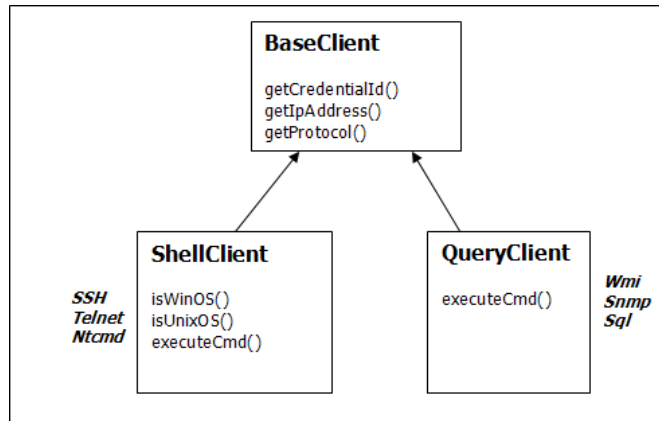 BaseClient
getCredentialId()
getIpAddress()
getProtocol()
ShellClient
isWinOS()
isUnixOS()
executeCmd()
SSH
Telnet
Ntcmd
QueryClient
executeCmd()
Wmi
Snmp
Sql